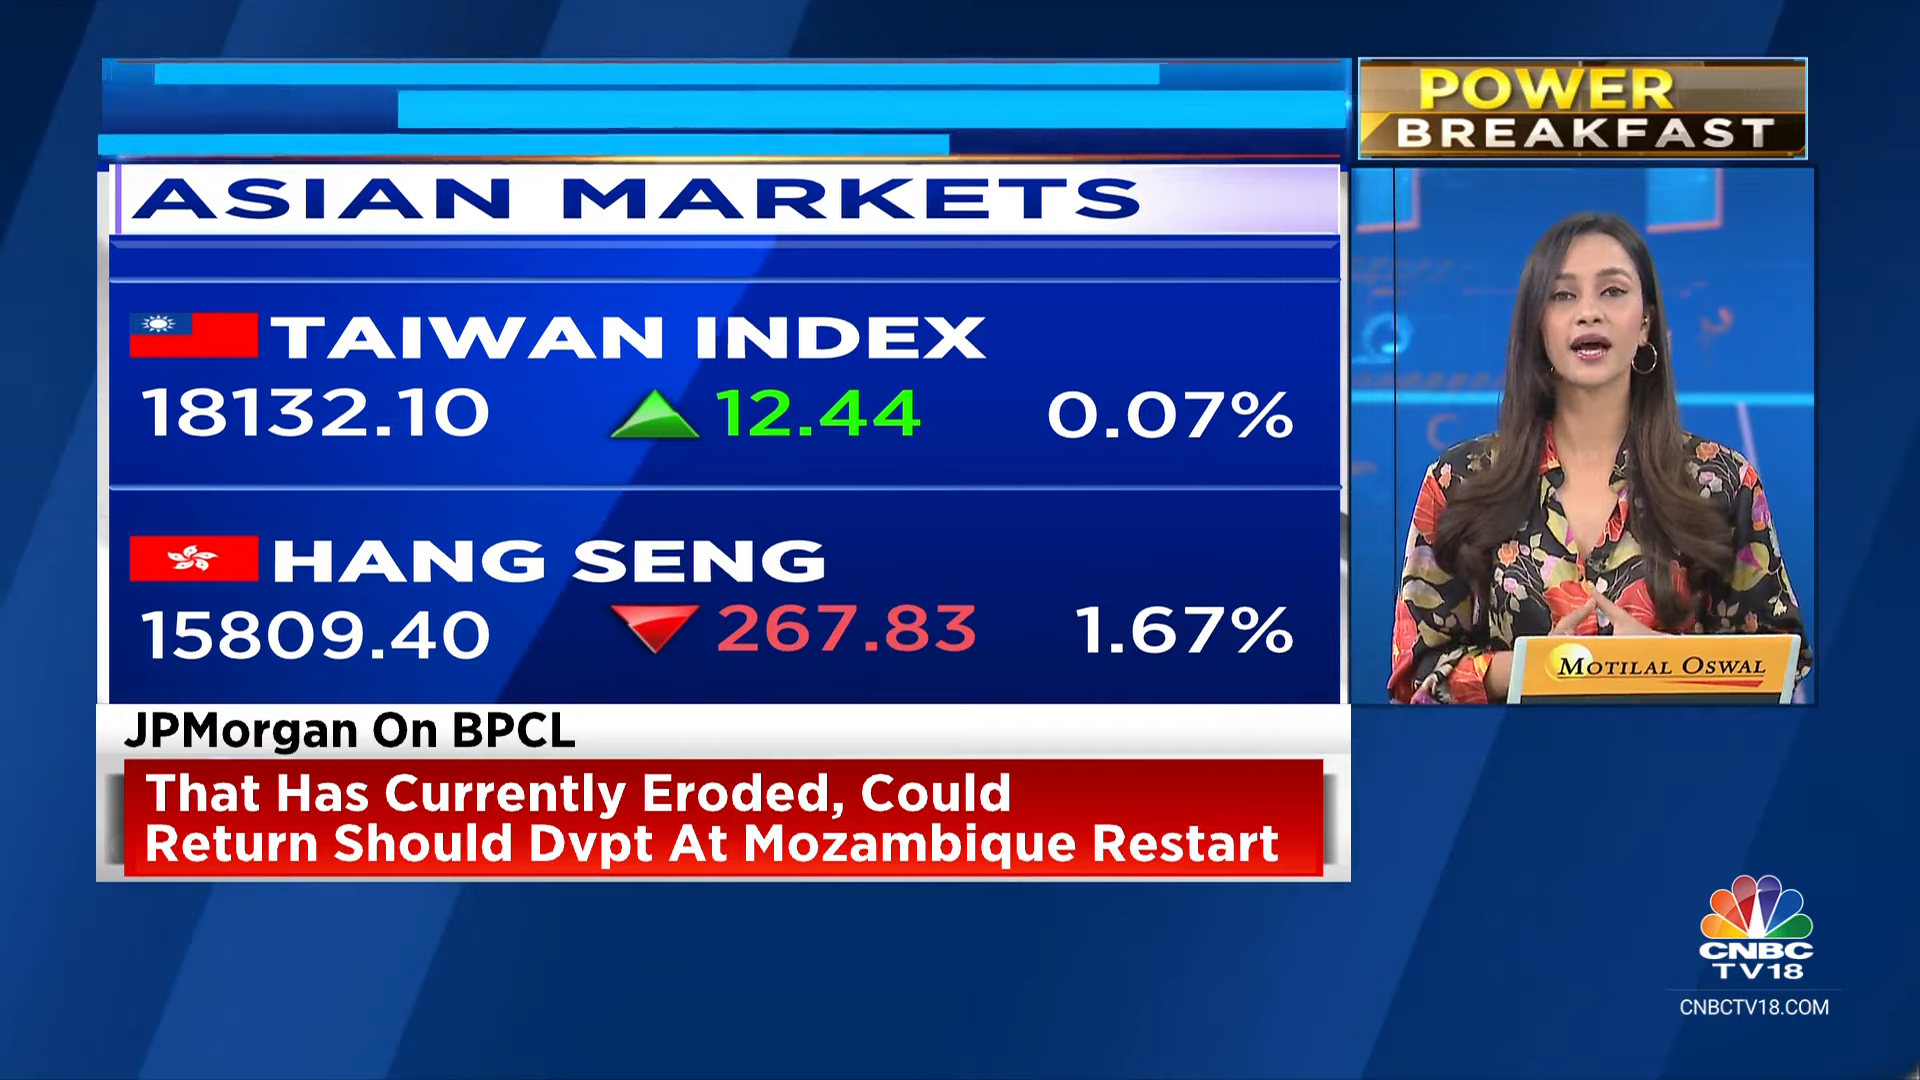 POWER
BREAKFAST
ASIAN MARKETS
TAIWAN INDEX
18132.10 12.44 0.07%
HANG SENG
15809.40 267.83 1.67%
MOTILAL OSWAL
JPMorgan On BPCL
That Has Currently Eroded, Could
Return Should Dvpt At Mozambique Restart
CNBC
TV18
CNBCTV18.COM